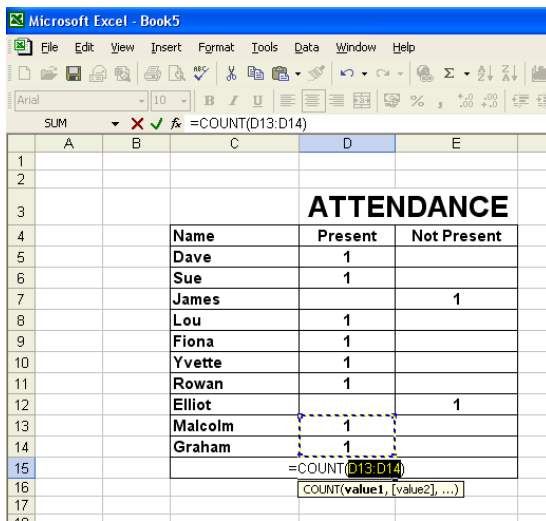 Microsoft Excel - Book5
File Edit View Insert Format Tools Data Window Help
Arial 10 B I U % ,
SUM fx =COUNT(D13:D14)
A B C D E
1
2
3 ATTENDANCE
4 Name Present Not Present
5 Dave 1
6 Sue 1
7 James 1
8 Lou 1
9 Fiona 1
10 Yvette 1
11 Rowan 1
12 Elliot 1
13 Malcolm 1
14 Graham 1
15 =COUNT(D13:D14)
16 COUNT(value1, [value2], ...)
17